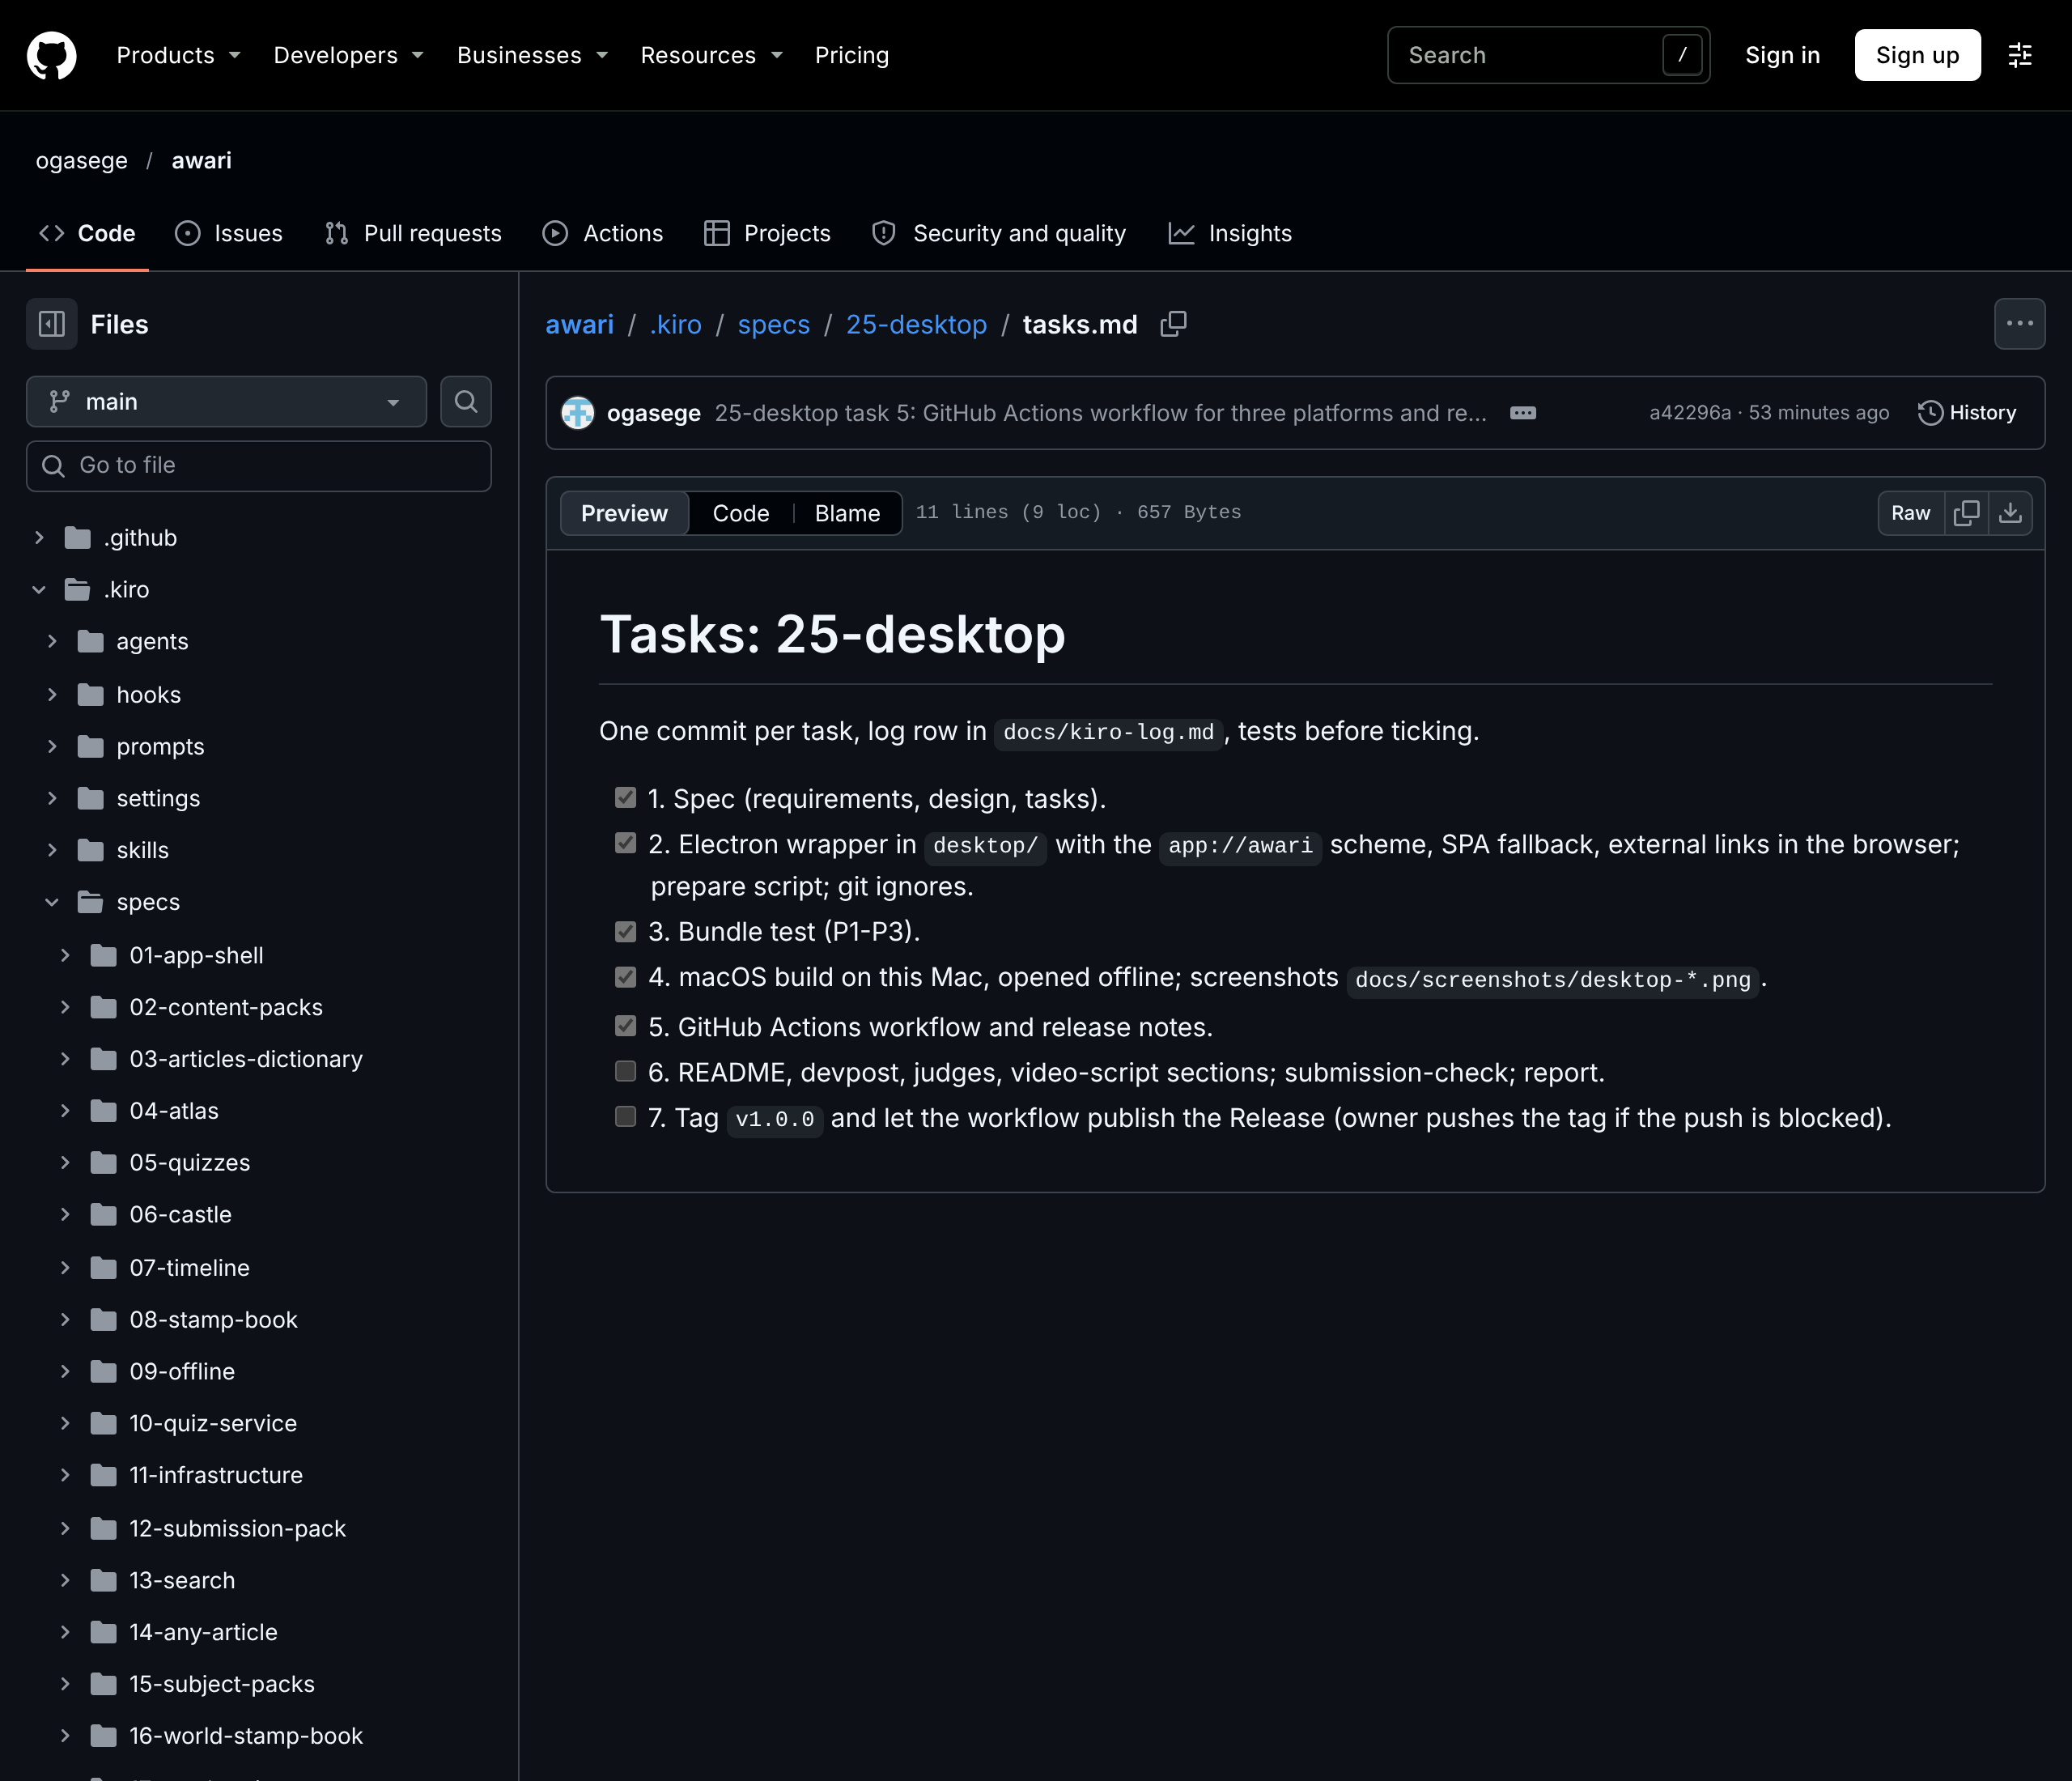 Products Developers Businesses Resources Pricing Search / Sign in Sign up
ogasege / awari
Code Issues Pull requests Actions Projects Security and quality Insights
Files
main
Go to file
.github
.kiro
agents
hooks
prompts
settings
skills
specs
01-app-shell
02-content-packs
03-articles-dictionary
04-atlas
05-quizzes
06-castle
07-timeline
08-stamp-book
09-offline
10-quiz-service
11-infrastructure
12-submission-pack
13-search
14-any-article
15-subject-packs
16-world-stamp-book
awari / .kiro / specs / 25-desktop / tasks.md
ogasege 25-desktop task 5: GitHub Actions workflow for three platforms and re... a42296a · 53 minutes ago History
Preview Code Blame 11 lines (9 loc) · 657 Bytes Raw
Tasks: 25-desktop
One commit per task, log row in docs/kiro-log.md, tests before ticking.
1. Spec (requirements, design, tasks).
2. Electron wrapper in desktop/ with the app://awari scheme, SPA fallback, external links in the browser;
prepare script; git ignores.
3. Bundle test (P1-P3).
4. macOS build on this Mac, opened offline; screenshots docs/screenshots/desktop-*.png.
5. GitHub Actions workflow and release notes.
6. README, devpost, judges, video-script sections; submission-check; report.
7. Tag v1.0.0 and let the workflow publish the Release (owner pushes the tag if the push is blocked).